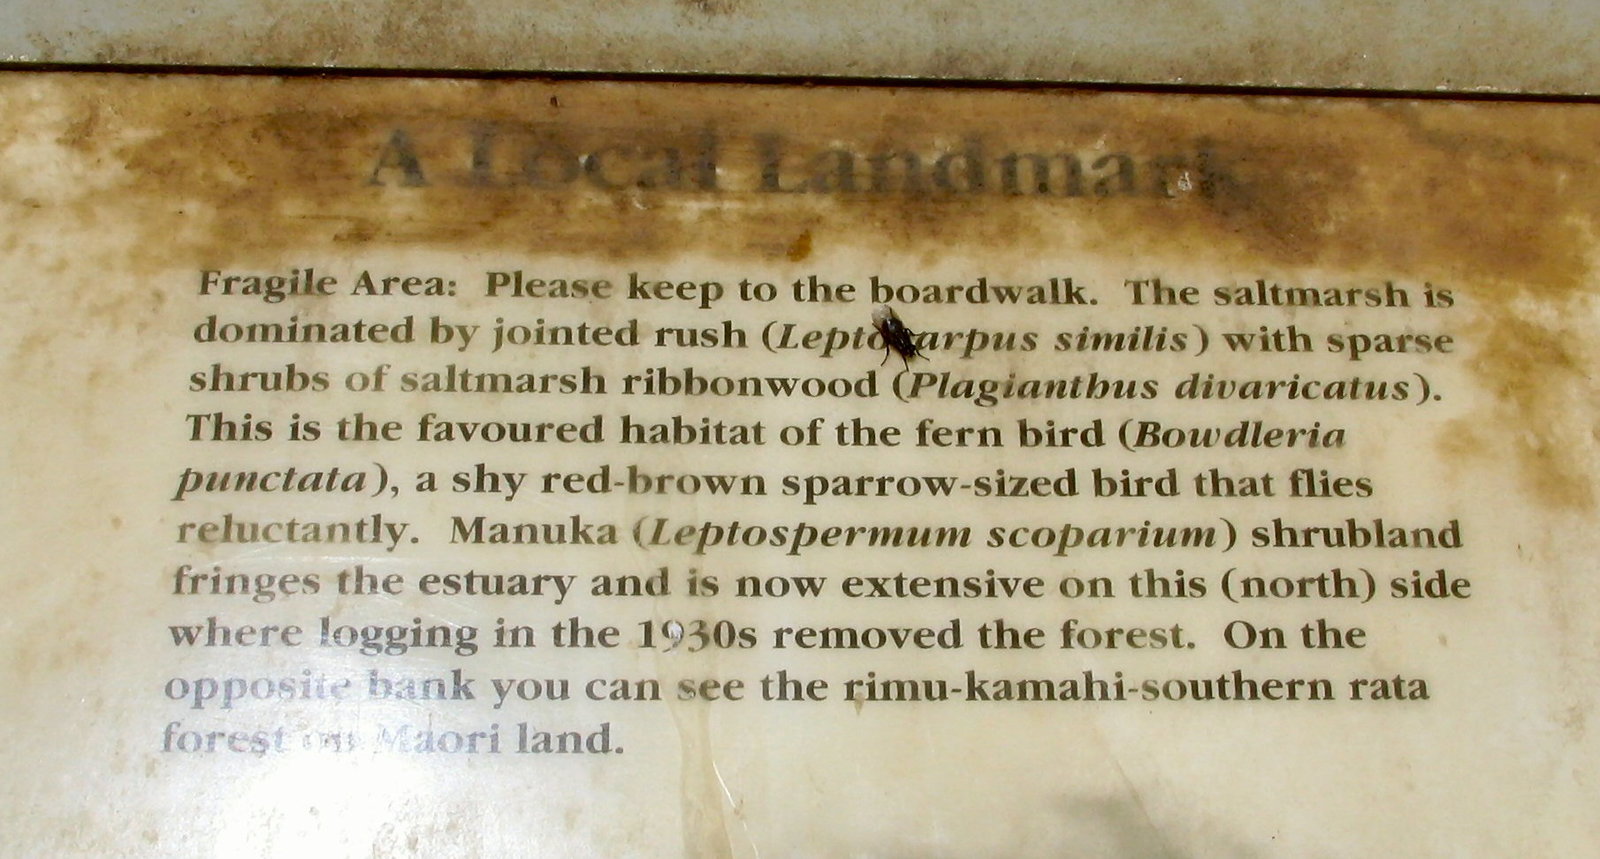 A Local Landmark
Fragile Area: Please keep to the boardwalk. The saltmarsh is
dominated by jointed rush (Leptocarpus similis) with sparse
shrubs of saltmarsh ribbonwood (Plagianthus divaricatus).
This is the favoured habitat of the fern bird (Bowdleria
punctata), a shy red-brown sparrow-sized bird that flies
reluctantly. Manuka (Leptospermum scoparium) shrubland
fringes the estuary and is now extensive on this (north) side
where logging in the 1930s removed the forest. On the
opposite bank you can see the rimu-kamahi-southern rata
forest on Maori land.